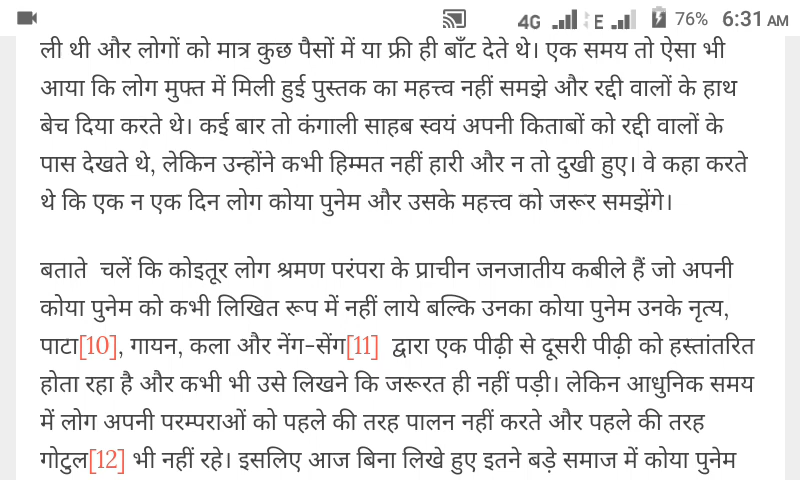 4G E 76% 6:31 AM
ली थी और लोगों को मात्र कुछ पैसों में या फ्री ही बाँट देते थे। एक समय तो ऐसा भी
आया कि लोग मुफ्त में मिली हुई पुस्तक का महत्त्व नहीं समझे और रद्दी वालों के हाथ
बेच दिया करते थे। कई बार तो कंगाली साहब स्वयं अपनी किताबों को रद्दी वालों के
पास देखते थे, लेकिन उन्होंने कभी हिम्मत नहीं हारी और न तो दुखी हुए। वे कहा करते
थे कि एक न एक दिन लोग कोया पुनेम और उसके महत्त्व को जरूर समझेंगे।
बताते चलें कि कोइतूर लोग श्रमण परंपरा के प्राचीन जनजातीय कबीले हैं जो अपनी
कोया पुनेम को कभी लिखित रूप में नहीं लाये बल्कि उनका कोया पुनेम उनके नृत्य,
पाटा[10], गायन, कला और नेंग-सेंग[11] द्वारा एक पीढ़ी से दूसरी पीढ़ी को हस्तांतरित
होता रहा है और कभी भी उसे लिखने कि जरूरत ही नहीं पड़ी। लेकिन आधुनिक समय
में लोग अपनी परम्पराओं को पहले की तरह पालन नहीं करते और पहले की तरह
गोटुल[12] भी नहीं रहे। इसलिए आज बिना लिखे हुए इतने बड़े समाज में कोया पुनेम